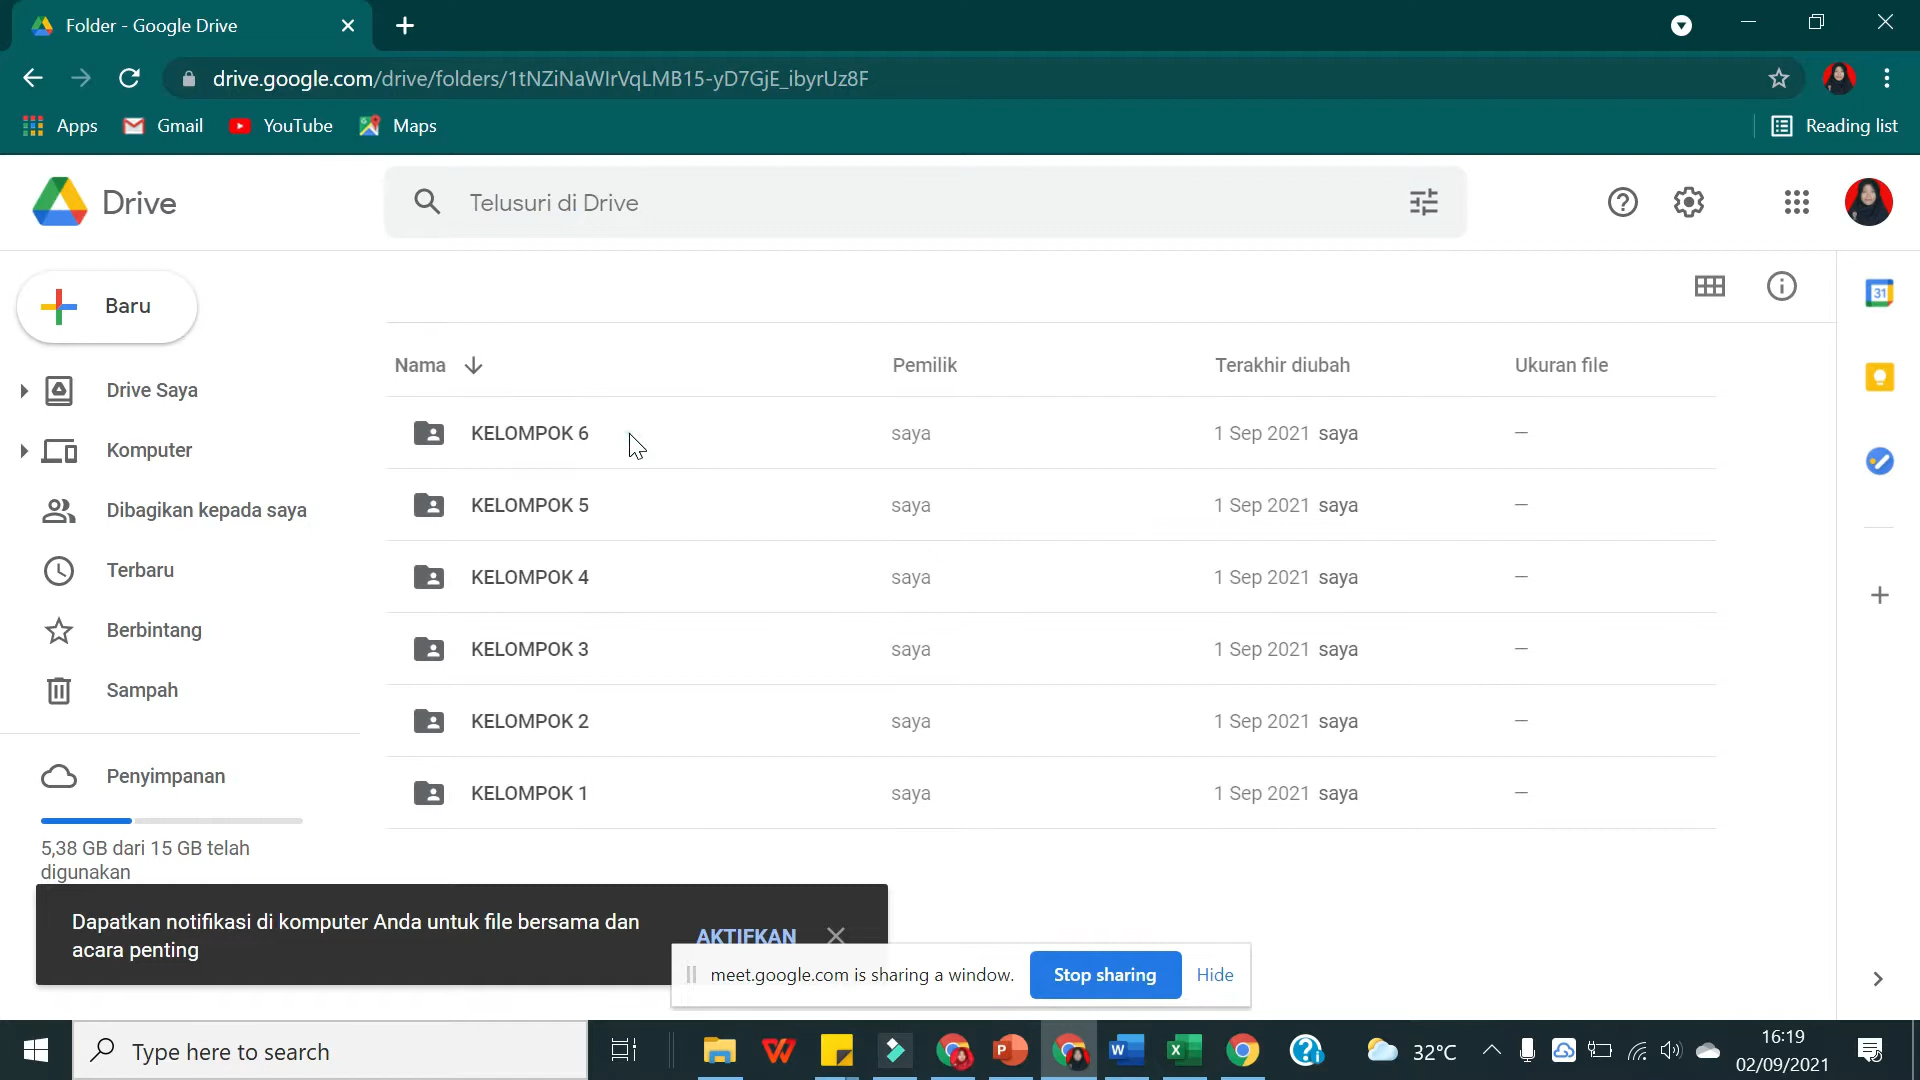 Folder - Google Drive
drive.google.com/drive/folders/1tNZiNaWIrVqLMB15-yD7GjE_ibyrUz8F
Apps Gmail YouTube Maps Reading list
Drive Telusuri di Drive
31
Baru
Nama Pemilik Terakhir diubah Ukuran file
Drive Saya
KELOMPOK 6 saya 1 Sep 2021 saya —
Komputer
KELOMPOK 5 saya 1 Sep 2021 saya —
Dibagikan kepada saya
KELOMPOK 4 saya 1 Sep 2021 saya —
Terbaru
Berbintang
KELOMPOK 3 saya 1 Sep 2021 saya —
Sampah
KELOMPOK 2 saya 1 Sep 2021 saya —
Penyimpanan
KELOMPOK 1 saya 1 Sep 2021 saya —
5,38 GB dari 15 GB telah
digunakan
Dapatkan notifikasi di komputer Anda untuk file bersama dan
acara penting
AKTIFKAN
meet.google.com is sharing a window. Stop sharing Hide
Type here to search
32°C
16:19
02/09/2021